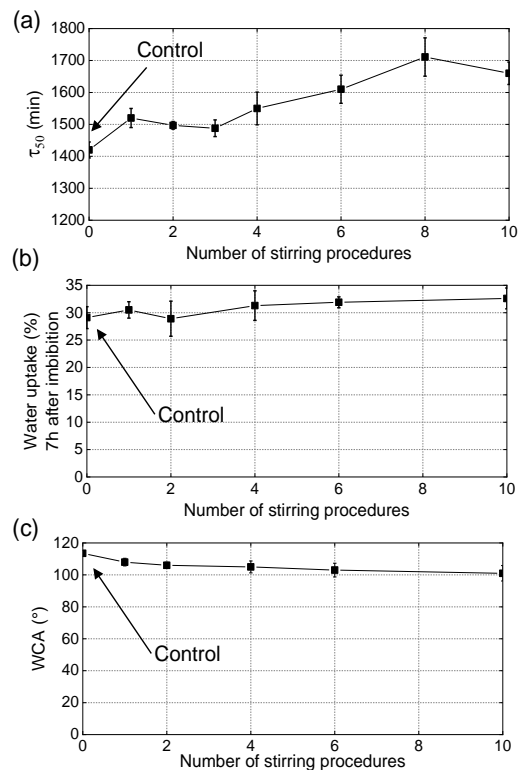 (a)
Control
τ50 (min)
1800
1700
1600
1500
1400
1300
1200
0 2 4 6 8 10
Number of stirring procedures
(b)
Water uptake (%)
7h after imbibition
35
30
25
20
15
10
5
0
Control
0 2 4 6 8 10
Number of stirring procedures
(c)
WCA (°)
120
100
80
60
40
20
0
Control
0 2 4 6 8 10
Number of stirring procedures